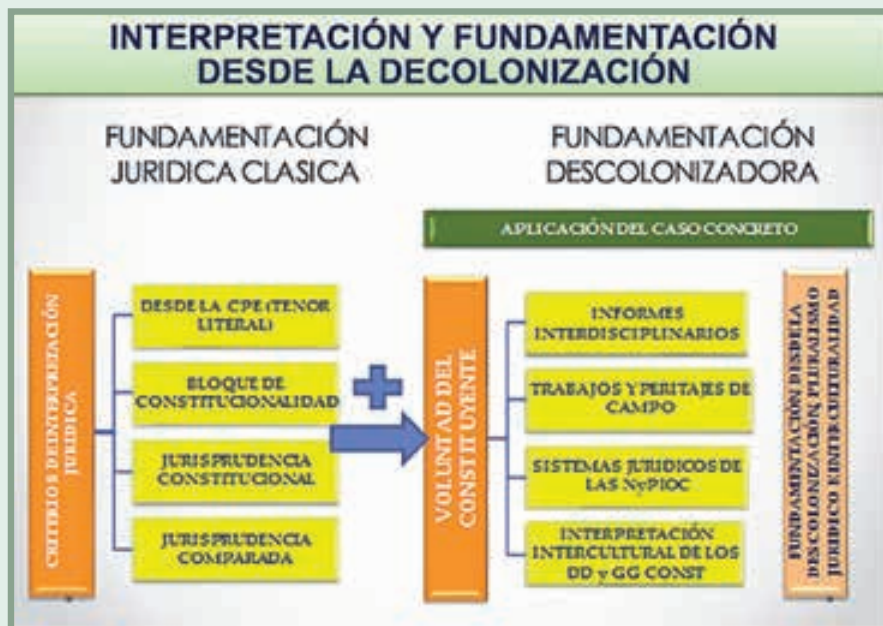 INTERPRETACIÓN Y FUNDAMENTACIÓN
DESDE LA DECOLONIZACIÓN
FUNDAMENTACIÓN
JURIDICA CLASICA
CRITERIOS DE INTERPRETACIÓN
JURIDICA
DESDE LA CPE (TENOR
LITERAL)
BLOQUE DE
CONSTITUCIONALIDAD
JURISPRUDENCIA
CONSTITUCIONAL
JURISPRUDENCIA
COMPARADA
FUNDAMENTACIÓN
DESCOLONIZADORA
APLICACIÓN DEL CASO CONCRETO
VOLUNTAD DEL
CONSTITUYENTE
INFORMES
INTERDISCIPLINARIOS
TRABAJOS Y PERITAJES DE
CAMPO
SISTEMAS JURIDICOS DE
LAS NyPIOC
INTERPRETACIÓN
INTERCULTURAL DE LOS
DD y GG CONST
FUNDAMENTACIÓN DESDE LA
DESCOLONIZACIÓN, PLURALISMO
JURIDICO E INTERCULTURALIDAD